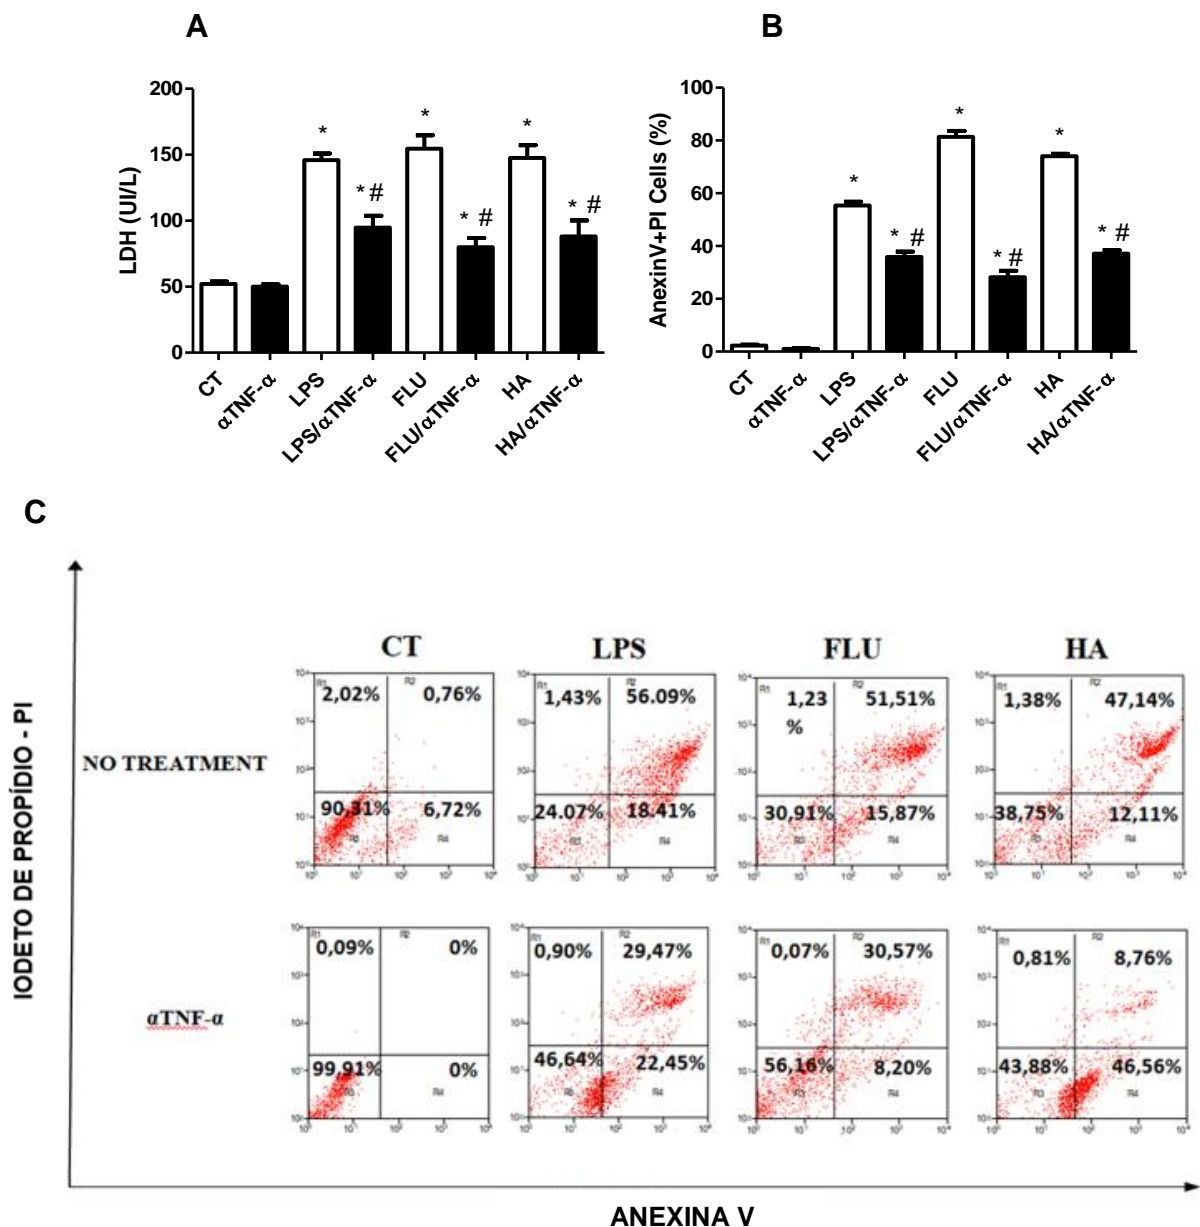 A
B
200
150
100
50
0
LDH (UI/L)
*
*
*
* #
* #
* #
CT
αTNF-α
LPS
LPS/αTNF-α
FLU
FLU/αTNF-α
HA
HA/αTNF-α
100
80
60
40
20
0
AnexinV+PI Cells (%)
*
*
*
* #
* #
* #
CT
αTNF-α
LPS
LPS/αTNF-α
FLU
FLU/αTNF-α
HA
HA/αTNF-α
C
IODETO DE PROPÍDIO - PI
CT LPS FLU HA
NO TREATMENT
2,02% 0,76%
90,31% 6,72%
1,43% 56.09%
24.07% 18.41%
1,23
%
51,51%
30,91% 15,87%
1,38% 47,14%
38,75% 12,11%
αTNF-α
0,09% 0%
99,91% 0%
0,90% 29,47%
46,64% 22,45%
0,07% 30,57%
56,16% 8,20%
0,81% 8,76%
43,88% 46,56%
ANEXINA V